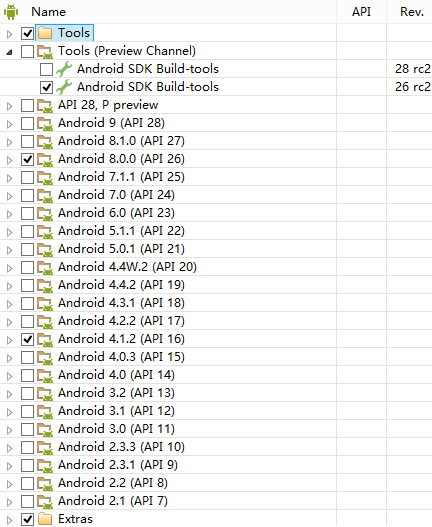 Name API Rev.
Tools
Tools (Preview Channel)
Android SDK Build-tools 28 rc2
Android SDK Build-tools 26 rc2
API 28, P preview
Android 9 (API 28)
Android 8.1.0 (API 27)
Android 8.0.0 (API 26)
Android 7.1.1 (API 25)
Android 7.0 (API 24)
Android 6.0 (API 23)
Android 5.1.1 (API 22)
Android 5.0.1 (API 21)
Android 4.4W.2 (API 20)
Android 4.4.2 (API 19)
Android 4.3.1 (API 18)
Android 4.2.2 (API 17)
Android 4.1.2 (API 16)
Android 4.0.3 (API 15)
Android 4.0 (API 14)
Android 3.2 (API 13)
Android 3.1 (API 12)
Android 3.0 (API 11)
Android 2.3.3 (API 10)
Android 2.3.1 (API 9)
Android 2.2 (API 8)
Android 2.1 (API 7)
Extras